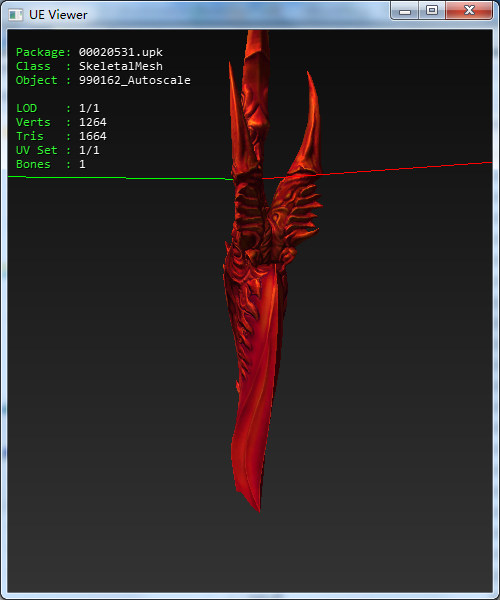 UE Viewer
Package: 00020531.upk
Class : SkeletalMesh
Object : 990162_Autoscale
LOD : 1/1
Verts : 1264
Tris : 1664
UV Set : 1/1
Bones : 1